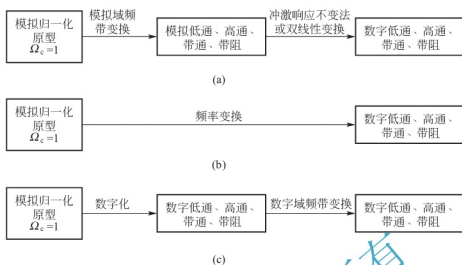 模拟归一化
原型
Ωc=1
模拟域频
带变换
模拟低通、高通、
带通、带阻
冲激响应不变法
或双线性变换
数字低通、高通、
带通、带阻
(a)
模拟归一化
原型
Ωc=1
频率变换
数字低通、高通、
带通、带阻
(b)
模拟归一化
原型
Ωc=1
数字化
数字低通、高通、
带通、带阻
数字域频带变换
数字低通、高通、
带通、带阻
(c)
有